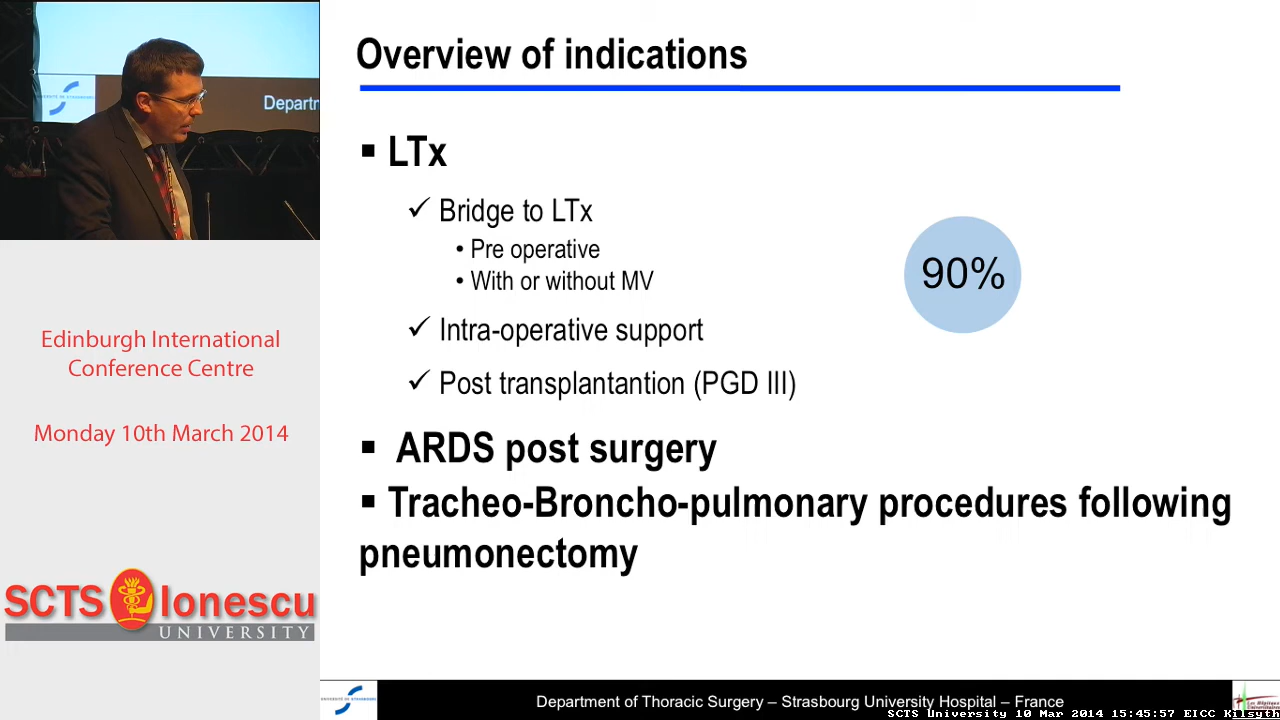 Departm
Edinburgh International
Conference Centre
Monday 10th March 2014
SCTS Ionescu
UNIVERSITY
Overview of indications
▪ LTx
✓ Bridge to LTx
• Pre operative
• With or without MV
90%
✓ Intra-operative support
✓ Post transplantantion (PGD III)
▪ ARDS post surgery
▪ Tracheo-Broncho-pulmonary procedures following
pneumonectomy
Department of Thoracic Surgery – Strasbourg University Hospital – France
SCTS University 10 Mar 2014 15:45:57 EICC Kilsyth